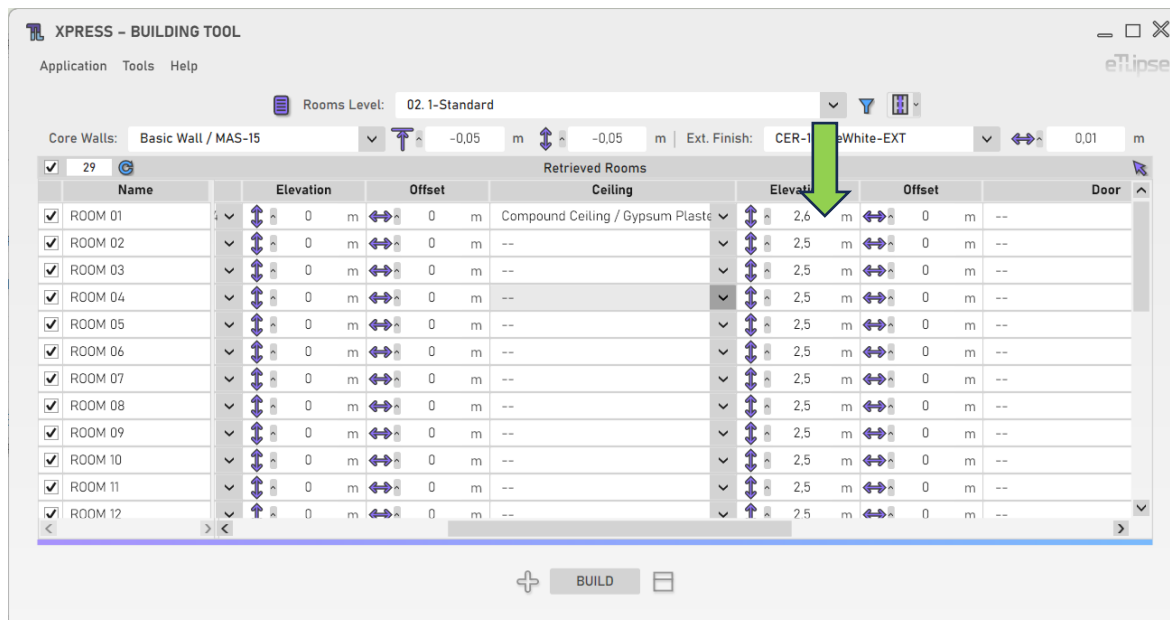 XPRESS – BUILDING TOOL
Application Tools Help
eTLipse
Rooms Level: 02. 1-Standard
Core Walls: Basic Wall / MAS-15 -0,05 m -0,05 m Ext. Finish: CER-1 eWhite-EXT 0,01 m
29 Retrieved Rooms
Name Elevation Offset Ceiling Offset Door
ROOM 01 0 m 0 m Compound Ceiling / Gypsum Plaste 2,6 m 0 m --
ROOM 02 0 m 0 m -- 2,5 m 0 m --
ROOM 03 0 m 0 m -- 2,5 m 0 m --
ROOM 04 0 m 0 m -- 2,5 m 0 m --
ROOM 05 0 m 0 m -- 2,5 m 0 m --
ROOM 06 0 m 0 m -- 2,5 m 0 m --
ROOM 07 0 m 0 m -- 2,5 m 0 m --
ROOM 08 0 m 0 m -- 2,5 m 0 m --
ROOM 09 0 m 0 m -- 2,5 m 0 m --
ROOM 10 0 m 0 m -- 2,5 m 0 m --
ROOM 11 0 m 0 m -- 2,5 m 0 m --
ROOM 12 0 m 0 m -- 2,5 m 0 m --
BUILD